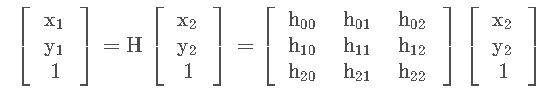 [ x₁ y₁ 1 ] = H [ x₂ y₂ 1 ] = [ h₀₀ h₀₁ h₀₂ h₁₀ h₁₁ h₁₂ h₂₀ h₂₁ h₂₂ ] [ x₂ y₂ 1 ]